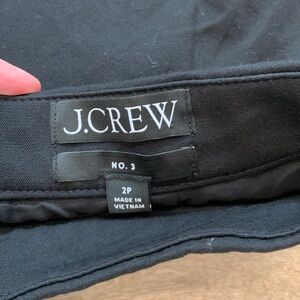 J.CREW
NO. 3
2P
MADE IN
VIETNAM